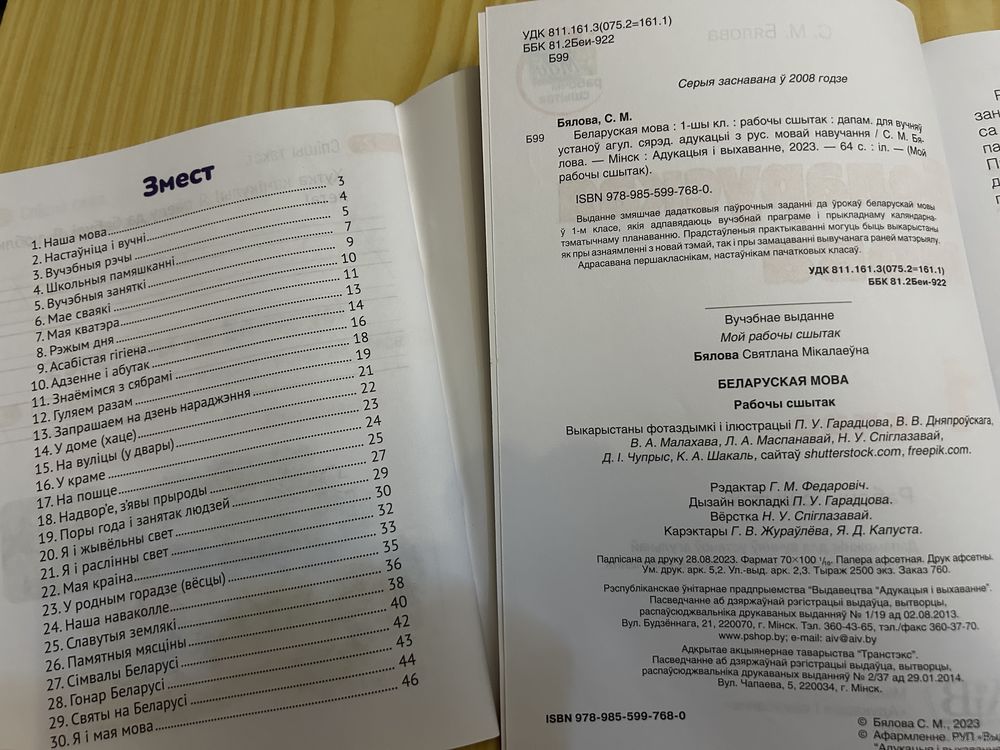 Змест
1. Наша мова 3
2. Настаўніца і вучні 4
3. Вучэбныя рэчы 5
4. Школьныя памяшканні 7
5. Вучэбныя заняткі 9
6. Мае сваякі 10
7. Мая кватэра 11
8. Рэжым дня 13
9. Асабістая гігіена 14
10. Адзенне і абутак 16
11. Знаёмімся з сябрамі 18
12. Гуляем разам 19
13. Запрашаем на дзень нараджэння 21
14. У доме (хаце) 22
15. На вуліцы (у двары) 23
16. У краме 24
17. На пошце 25
18. Надвор'е, з'явы прыроды 27
19. Поры года і занятак людзей 29
20. Я і жывёльны свет 30
21. Я і раслінны свет 32
22. Мая краіна 33
23. У родным горадзе (вёсцы) 35
24. Наша наваколле 36
25. Славутыя землякі 38
26. Памятныя мясціны 40
27. Сімвалы Беларусі 42
28. Гонар Беларусі 43
29. Святы на Беларусі 44
30. Я і мая мова 46
УДК 811.161.3(075.2=161.1)
ББК 81.2Беи-922
Б99
Серыя заснавана ў 2008 годзе
Бялова, С. М.
Б99 Беларуская мова : 1-шы кл. : рабочы сшытак : дапам. для вучняў
устаноў агул. сярэд. адукацыі з рус. мовай навучання / С. М. Бя-
лова. — Мінск : Адукацыя і выхаванне, 2023. — 64 с. : іл. — (Мой
рабочы сшытак).
ISBN 978-985-599-768-0.
Выданне змяшчае дадатковыя паўрочныя заданні да ўрокаў беларускай мовы
ў 1-м класе, якія адпавядаюць вучэбнай праграме і прыкладнаму каляндарна-
тэматычнаму планаванню. Прадстаўленыя практыкаванні могуць быць выкарыстаны
як пры азнаямленні з новай тэмай, так і пры замацаванні вывучанага раней матэрыялу.
Адрасавана першакласнікам, настаўнікам пачатковых класаў.
УДК 811.161.3(075.2=161.1)
ББК 81.2Беи-922
Вучэбнае выданне
Мой рабочы сшытак
Бялова Святлана Мікалаеўна
БЕЛАРУСКАЯ МОВА
Рабочы сшытак
Выкарыстаны фотаздымкі і ілюстрацыі П. У. Гарадцова, В. В. Дняпроўскага,
В. А. Малахава, Л. А. Маспанавай, Н. У. Спіглазавай,
Д. І. Чупрыс, К. А. Шакаль, сайтаў shutterstock.com, freepik.com.
Рэдактар Г. М. Федаровіч.
Дызайн вокладкі П. У. Гарадцова.
Вёрстка Н. У. Спіглазавай.
Карэктары Г. В. Жураўлёва, Я. Д. Капуста.
Падпісана да друку 28.08.2023. Фармат 70×100 1/16. Папера афсетная. Друк афсетны.
Ум. друк. арк. 5,2. Ул.-выд. арк. 2,3. Тыраж 2500 экз. Заказ 760.
Рэспубліканскае ўнітарнае прадпрыемства "Выдавецтва "Адукацыя і выхаванне".
Пасведчанне аб дзяржаўнай рэгістрацыі выдаўца, вытворцы,
распаўсюджвальніка друкаваных выданняў № 1/19 ад 02.08.2013.
Вул. Будзённага, 21, 220070, г. Мінск. Тэл. 360-43-65, тэл./факс 360-37-70.
www.pshop.by; e-mail: aiv@aiv.by
Адкрытае акцыянернае таварыства "Транстэкс".
Пасведчанне аб дзяржаўнай рэгістрацыі выдаўца, вытворцы,
распаўсюджвальніка друкаваных выданняў № 2/37 ад 29.01.2014.
Вул. Чапаева, 5, 220034, г. Мінск.
ISBN 978-985-599-768-0
© Бялова С. М., 2023
© Афармленне. РУП
"Адукацыя і выхаванне"